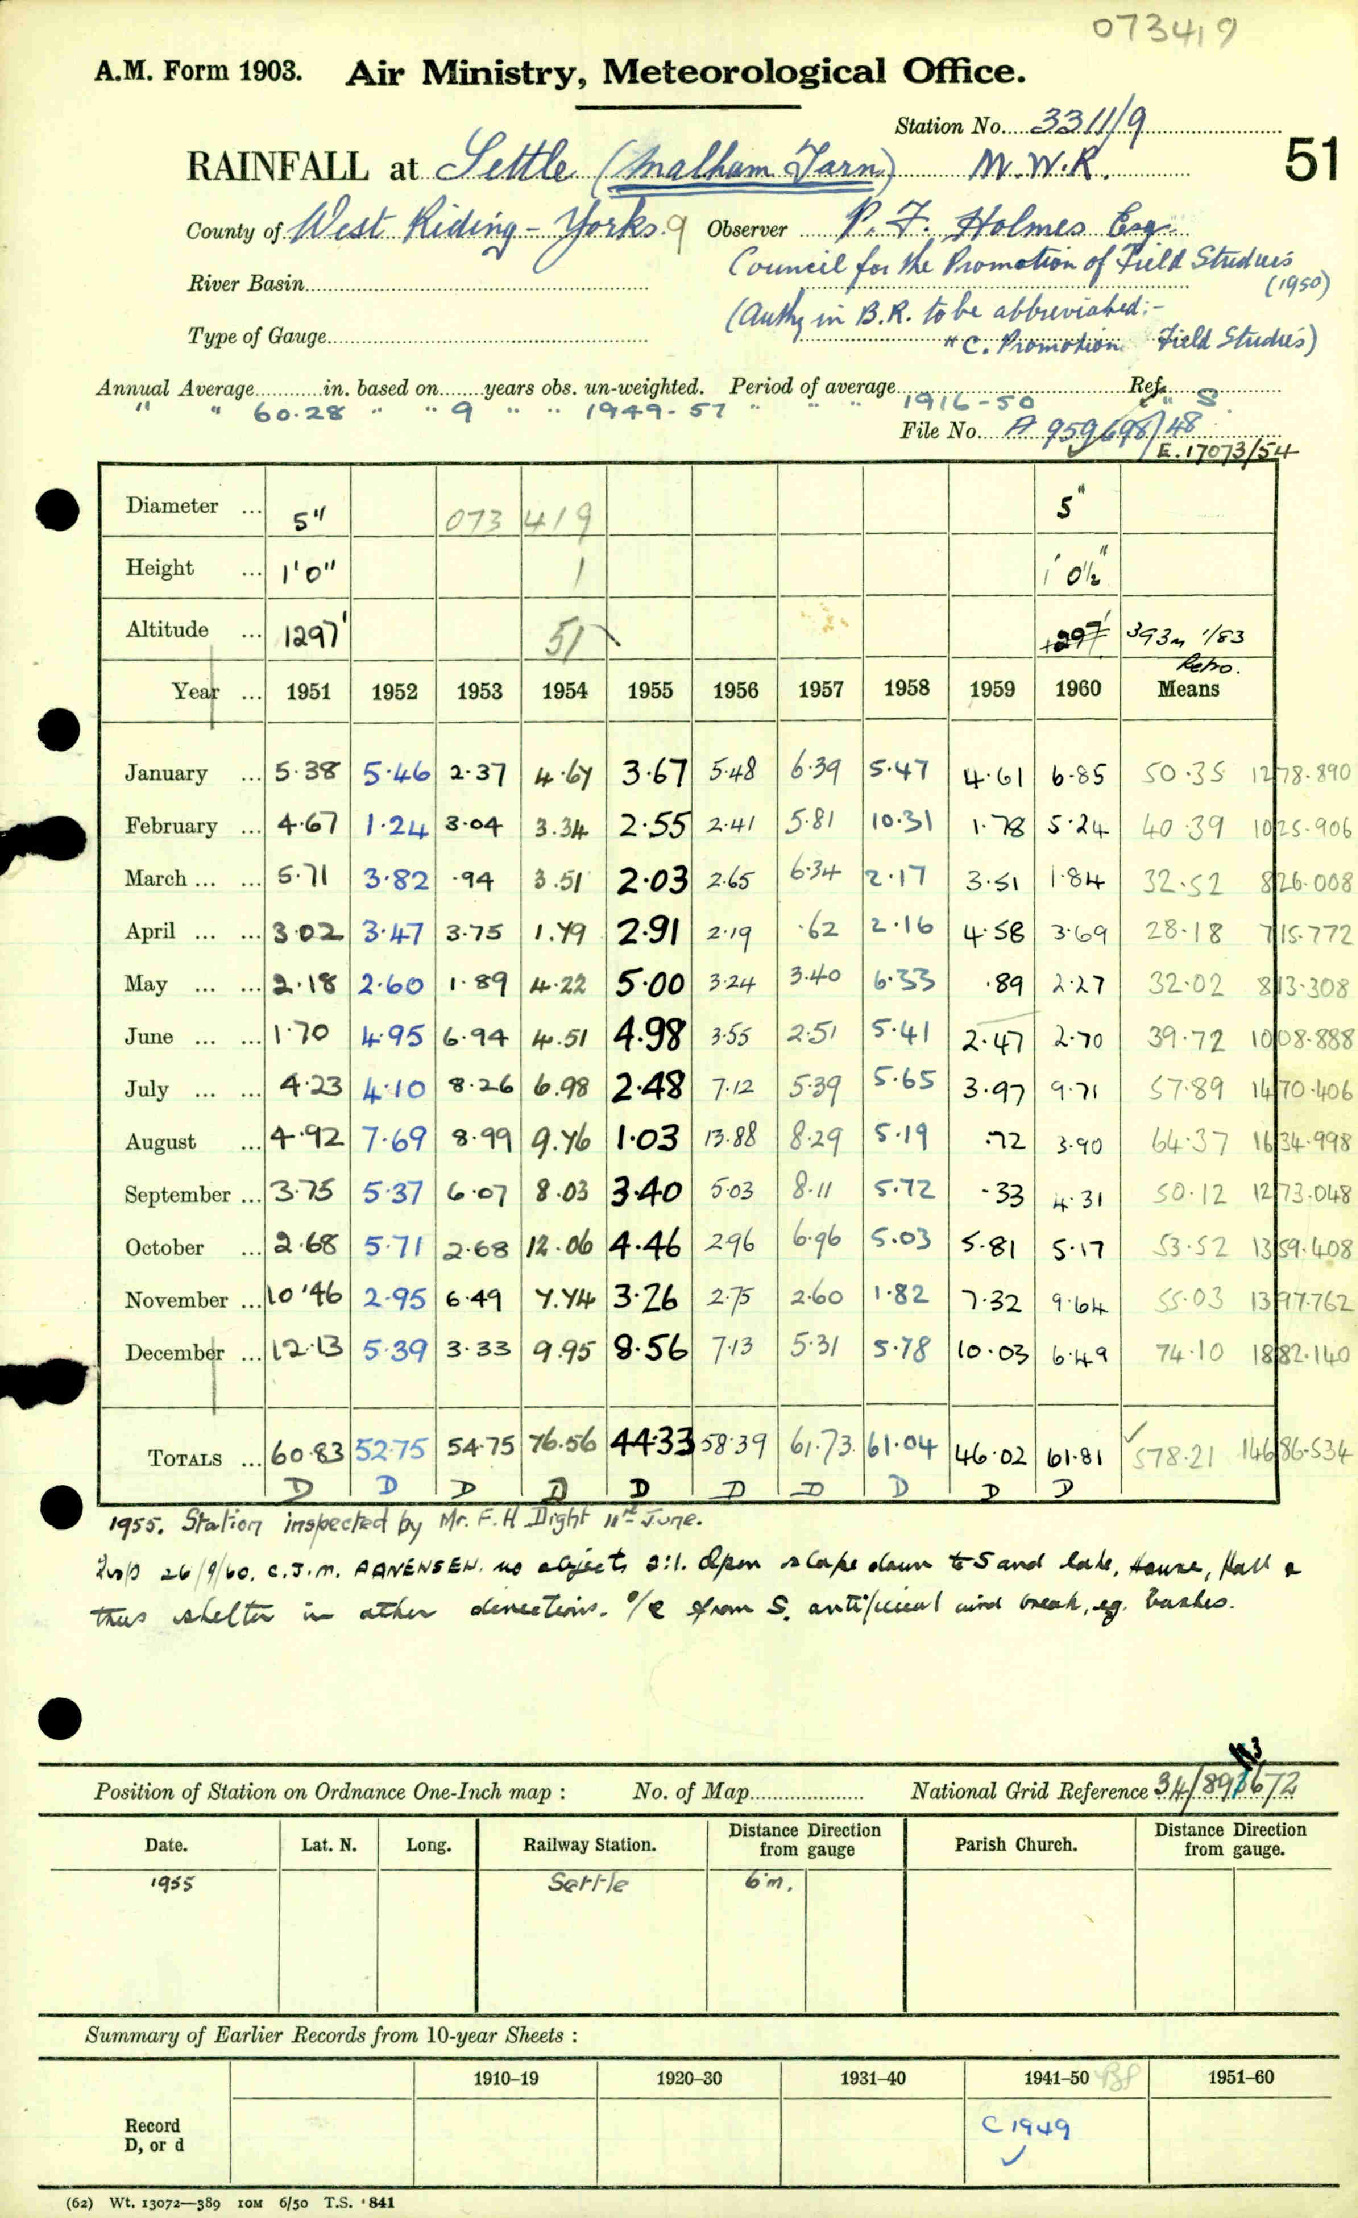 073419
A.M. Form 1903. Air Ministry, Meteorological Office.
Station No. 3311/9
RAINFALL at Settle (Malham Tarn) M.W.R. 51
County of West Riding - Yorks. 9 Observer P. F. Holmes Esq
Council for the Promotion of Field Studies (1950)
River Basin
(Auth, in B.R. to be abbreviated:-
Type of Gauge
"C. Promotion Field Studies)
Annual Average in. based on years obs. un-weighted. Period of average Ref.
" " 60.28 " " 9 " " 1949-57 " " " 1916-50 " S.
File No. A 959698/48
E.17073/54
Diameter ... 5" 073 419 5"
Height ... 1'0" 1 1' 0½"
Altitude ... 1297' 51 1297' 393m 1/83
Retro.
Year ... 1951 1952 1953 1954 1955 1956 1957 1958 1959 1960 Means
January ... 5.38 5.46 2.37 4.67 3.67 5.48 6.39 5.47 4.61 6.85 50.35 1278.890
February ... 4.67 1.24 3.04 3.34 2.55 2.41 5.81 10.31 1.78 5.24 40.39 1025.906
March ... ... 5.71 3.82 .94 3.51 2.03 2.65 6.34 2.17 3.51 1.84 32.52 826.008
April ... ... 3.02 3.47 3.75 1.79 2.91 2.19 .62 2.16 4.58 3.69 28.18 715.772
May ... ... 2.18 2.60 1.89 4.22 5.00 3.24 3.40 6.33 .89 2.27 32.02 813.308
June ... ... 1.70 4.95 6.94 4.51 4.98 3.55 2.51 5.41 2.47 2.70 39.72 1008.888
July ... ... 4.23 4.10 8.26 6.98 2.48 7.12 5.39 5.65 3.97 9.71 57.89 1470.406
August ... 4.92 7.69 8.99 9.76 1.03 13.88 8.29 5.19 .72 3.90 64.37 1634.998
September ... 3.75 5.37 6.07 8.03 3.40 5.03 8.11 5.72 .33 4.31 50.12 1273.048
October ... 2.68 5.71 2.68 12.06 4.46 2.96 6.96 5.03 5.81 5.17 53.52 1359.408
November ... 10.46 2.95 6.49 7.74 3.26 2.75 2.60 1.82 7.32 9.64 55.03 1397.762
December ... 12.13 5.39 3.33 9.95 8.56 7.13 5.31 5.78 10.03 6.49 74.10 1882.140
TOTALS ... 60.83 52.75 54.75 76.56 44.33 58.39 61.73 61.04 46.02 61.81 578.21 14686.534
D D D D D D D D D D
1955. Station inspected by Mr. F.H. Dight 11th June.
Insp 26/9/60. C.J.M. AANENSEN. no objects 2:1. Open slope down to S and lake, House, Hall &
thus shelter in other directions. O/E from S. artificial wind break, eg. bushes.
Position of Station on Ordnance One-Inch map : No. of Map National Grid Reference 34/893672
Date. Lat. N. Long. Railway Station. Distance from Direction gauge Parish Church. Distance from Direction gauge.
1955 Settle 6 m.
Summary of Earlier Records from 10-year Sheets :
1910–19 1920–30 1931–40 1941–50 1951–60
Record
D, or d
C 1949
(62) Wt. 13072—389 10M 6/50 T.S. 841